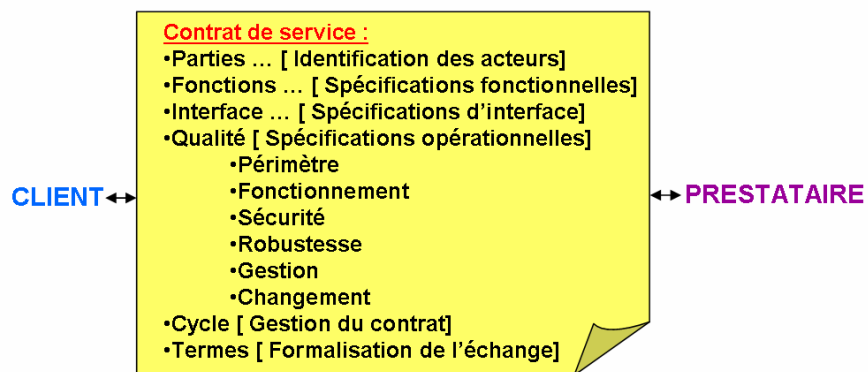 Contrat de service :
•Parties … [ Identification des acteurs]
•Fonctions … [ Spécifications fonctionnelles]
•Interface … [ Spécifications d’interface]
•Qualité [ Spécifications opérationnelles]
•Périmètre
•Fonctionnement
•Sécurité
•Robustesse
•Gestion
•Changement
•Cycle [ Gestion du contrat]
•Termes [ Formalisation de l’échange]
CLIENT
PRESTATAIRE